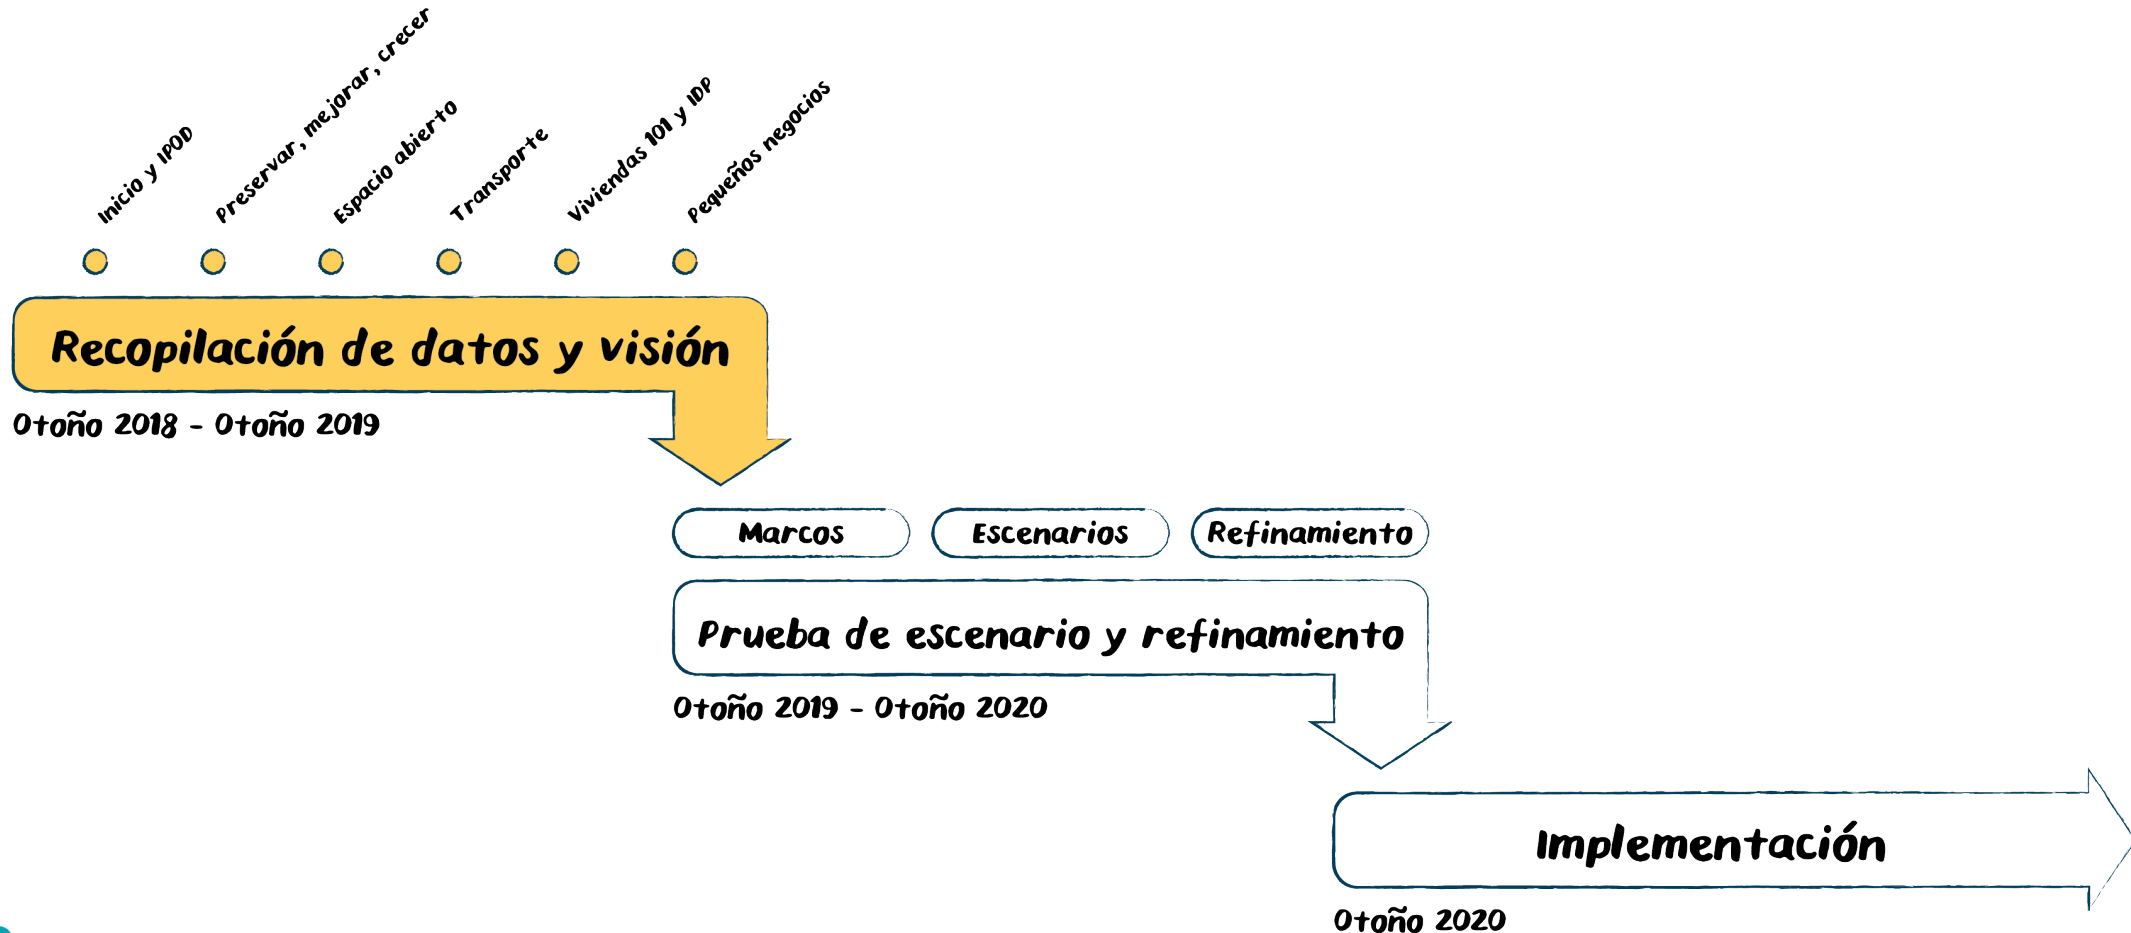 Inicio y IPOD
Preservar, mejorar, crecer
Espacio abierto
Transporte
Viviendas 101 y IDP
Pequeños negocios
Recopilación de datos y visión
Otoño 2018 - Otoño 2019
Marcos
Escenarios
Refinamiento
Prueba de escenario y refinamiento
Otoño 2019 - Otoño 2020
Implementación
Otoño 2020